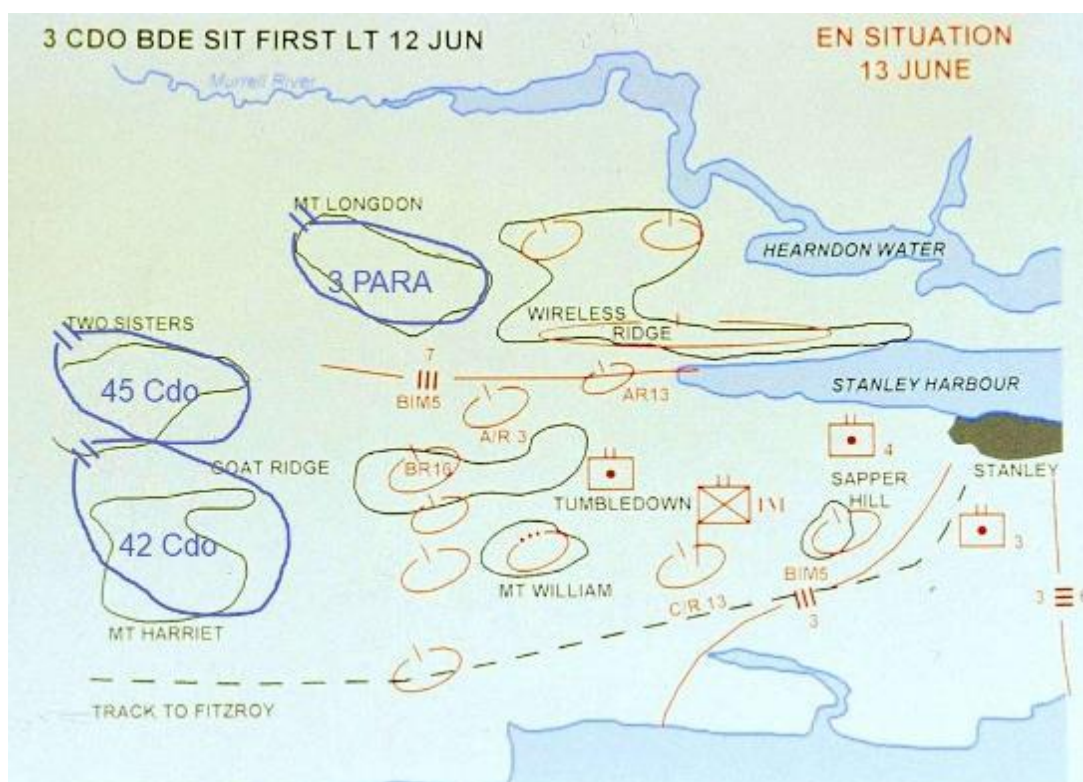 3 CDO BDE SIT FIRST LT 12 JUN
EN SITUATION
13 JUNE
Murrell River
MT LONGDON
3 PARA
HEARNDON WATER
WIRELESS
RIDGE
TWO SISTERS
45 Cdo
7
BIM5
AR13
STANLEY HARBOUR
A/R 3
4
GOAT RIDGE
BR16
TUMBLEDOWN
SAPPER
HILL
STANLEY
42 Cdo
3
MT WILLIAM
C/R 13
BIM5
3
3
6
MT HARRIET
TRACK TO FITZROY